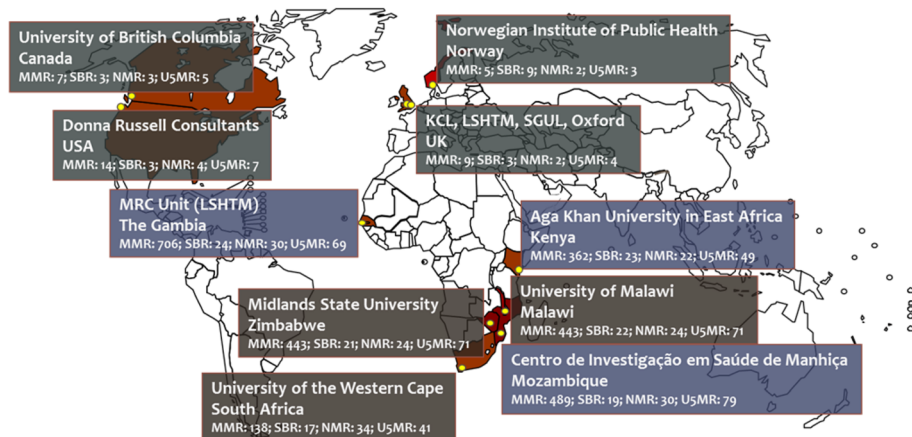 University of British Columbia
Canada
MMR: 7; SBR: 3; NMR: 3; U5MR: 5
Norwegian Institute of Public Health
Norway
MMR: 5; SBR: 9; NMR: 2; U5MR: 3
Donna Russell Consultants
USA
MMR: 14; SBR: 3; NMR: 4; U5MR: 7
KCL, LSHTM, SGUL, Oxford
UK
MMR: 9; SBR: 3; NMR: 2; U5MR: 4
MRC Unit (LSHTM)
The Gambia
MMR: 706; SBR: 24; NMR: 30; U5MR: 69
Aga Khan University in East Africa
Kenya
MMR: 362; SBR: 23; NMR: 22; U5MR: 49
Midlands State University
Zimbabwe
MMR: 443; SBR: 21; NMR: 24; U5MR: 71
University of Malawi
Malawi
MMR: 443; SBR: 22; NMR: 24; U5MR: 71
Centro de Investigação em Saúde de Manhiça
Mozambique
MMR: 489; SBR: 19; NMR: 30; U5MR: 79
University of the Western Cape
South Africa
MMR: 138; SBR: 17; NMR: 34; U5MR: 41